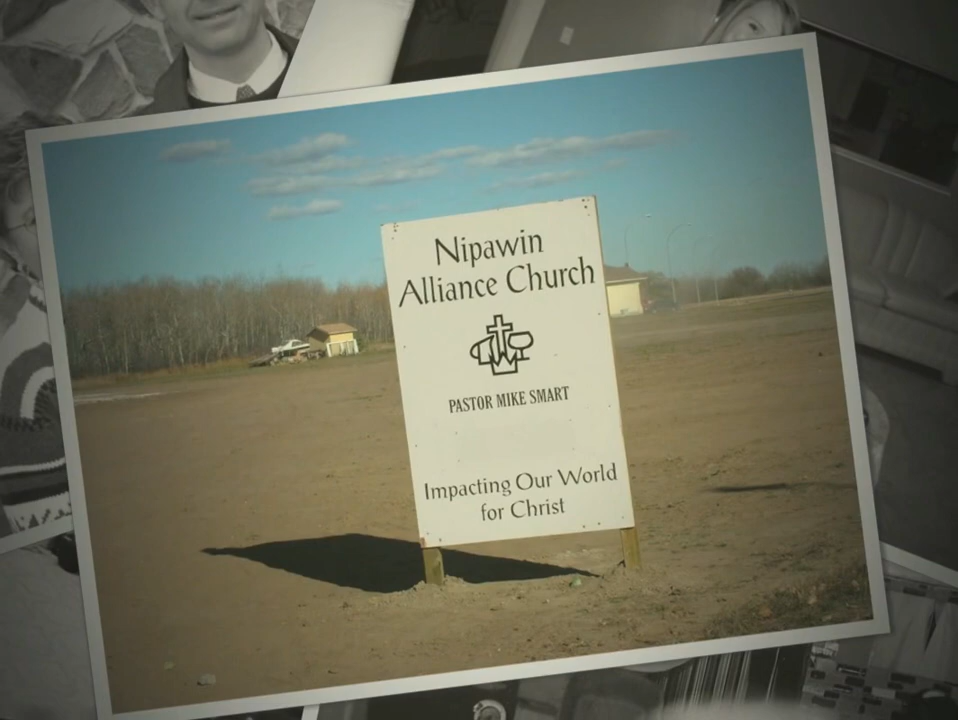 Nipawin
Alliance Church
PASTOR MIKE SMART
Impacting Our World
for Christ